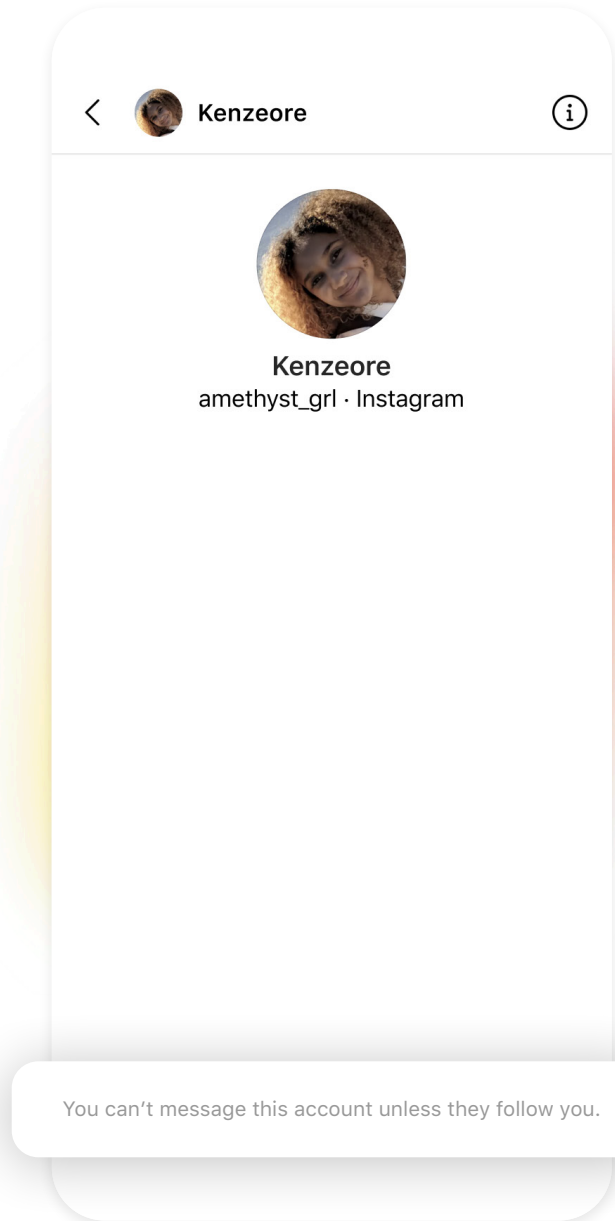 Kenzeore
Kenzeore
amethyst_grl · Instagram
You can’t message this account unless they follow you.